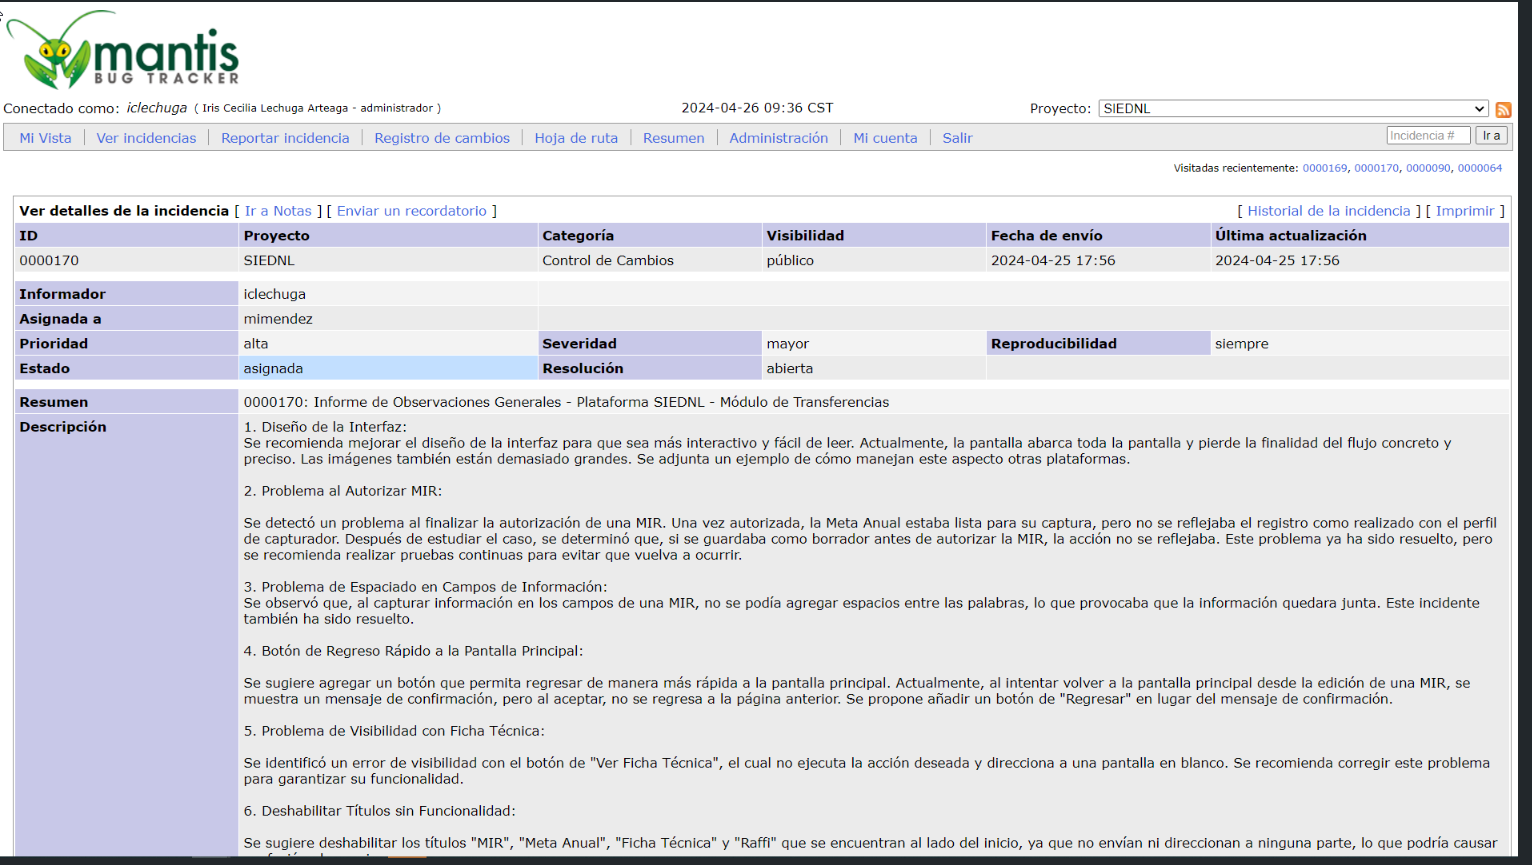 mantis
BUG TRACKER
Conectado como: iclechuga ( Iris Cecilia Lechuga Arteaga - administrador )
2024-04-26 09:36 CST
Proyecto: SIEDNL
Mi Vista Ver incidencias Reportar incidencia Registro de cambios Hoja de ruta Resumen Administración Mi cuenta Salir
Incidencia # Ir a
Visitadas recientemente: 0000169, 0000170, 0000090, 0000064
Ver detalles de la incidencia [ Ir a Notas ] [ Enviar un recordatorio ] [ Historial de la incidencia ] [ Imprimir ]
ID Proyecto Categoría Visibilidad Fecha de envío Última actualización
0000170 SIEDNL Control de Cambios público 2024-04-25 17:56 2024-04-25 17:56
Informador iclechuga
Asignada a mimendez
Prioridad alta Severidad mayor Reproducibilidad siempre
Estado asignada Resolución abierta
Resumen 0000170: Informe de Observaciones Generales - Plataforma SIEDNL - Módulo de Transferencias
Descripción 1. Diseño de la Interfaz:
Se recomienda mejorar el diseño de la interfaz para que sea más interactivo y fácil de leer. Actualmente, la pantalla abarca toda la pantalla y pierde la finalidad del flujo concreto y
preciso. Las imágenes también están demasiado grandes. Se adjunta un ejemplo de cómo manejan este aspecto otras plataformas.
2. Problema al Autorizar MIR:
Se detectó un problema al finalizar la autorización de una MIR. Una vez autorizada, la Meta Anual estaba lista para su captura, pero no se reflejaba el registro como realizado con el perfil
de capturador. Después de estudiar el caso, se determinó que, si se guardaba como borrador antes de autorizar la MIR, la acción no se reflejaba. Este problema ya ha sido resuelto, pero
se recomienda realizar pruebas continuas para evitar que vuelva a ocurrir.
3. Problema de Espaciado en Campos de Información:
Se observó que, al capturar información en los campos de una MIR, no se podía agregar espacios entre las palabras, lo que provocaba que la información quedara junta. Este incidente
también ha sido resuelto.
4. Botón de Regreso Rápido a la Pantalla Principal:
Se sugiere agregar un botón que permita regresar de manera más rápida a la pantalla principal. Actualmente, al intentar volver a la pantalla principal desde la edición de una MIR, se
muestra un mensaje de confirmación, pero al aceptar, no se regresa a la página anterior. Se propone añadir un botón de "Regresar" en lugar del mensaje de confirmación.
5. Problema de Visibilidad con Ficha Técnica:
Se identificó un error de visibilidad con el botón de "Ver Ficha Técnica", el cual no ejecuta la acción deseada y direcciona a una pantalla en blanco. Se recomienda corregir este problema
para garantizar su funcionalidad.
6. Deshabilitar Títulos sin Funcionalidad:
Se sugiere deshabilitar los títulos "MIR", "Meta Anual", "Ficha Técnica" y "Raffi" que se encuentran al lado del inicio, ya que no envían ni direccionan a ninguna parte, lo que podría causar